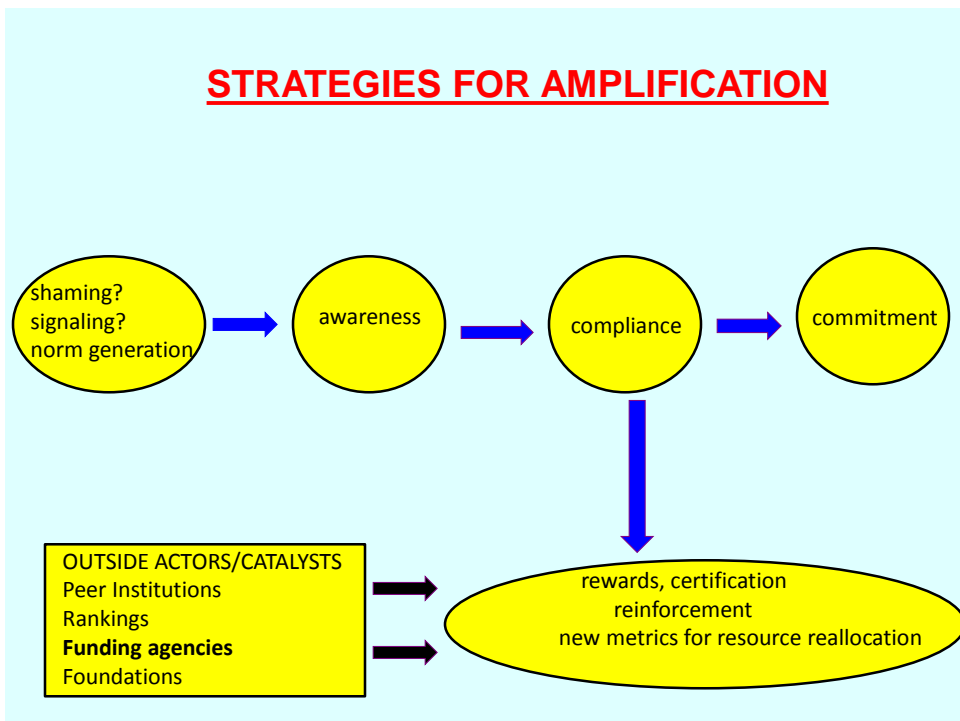 STRATEGIES FOR AMPLIFICATION
shaming?
signaling?
norm generation
awareness
compliance
commitment
OUTSIDE ACTORS/CATALYSTS
Peer Institutions
Rankings
Funding agencies
Foundations
rewards, certification
reinforcement
new metrics for resource reallocation